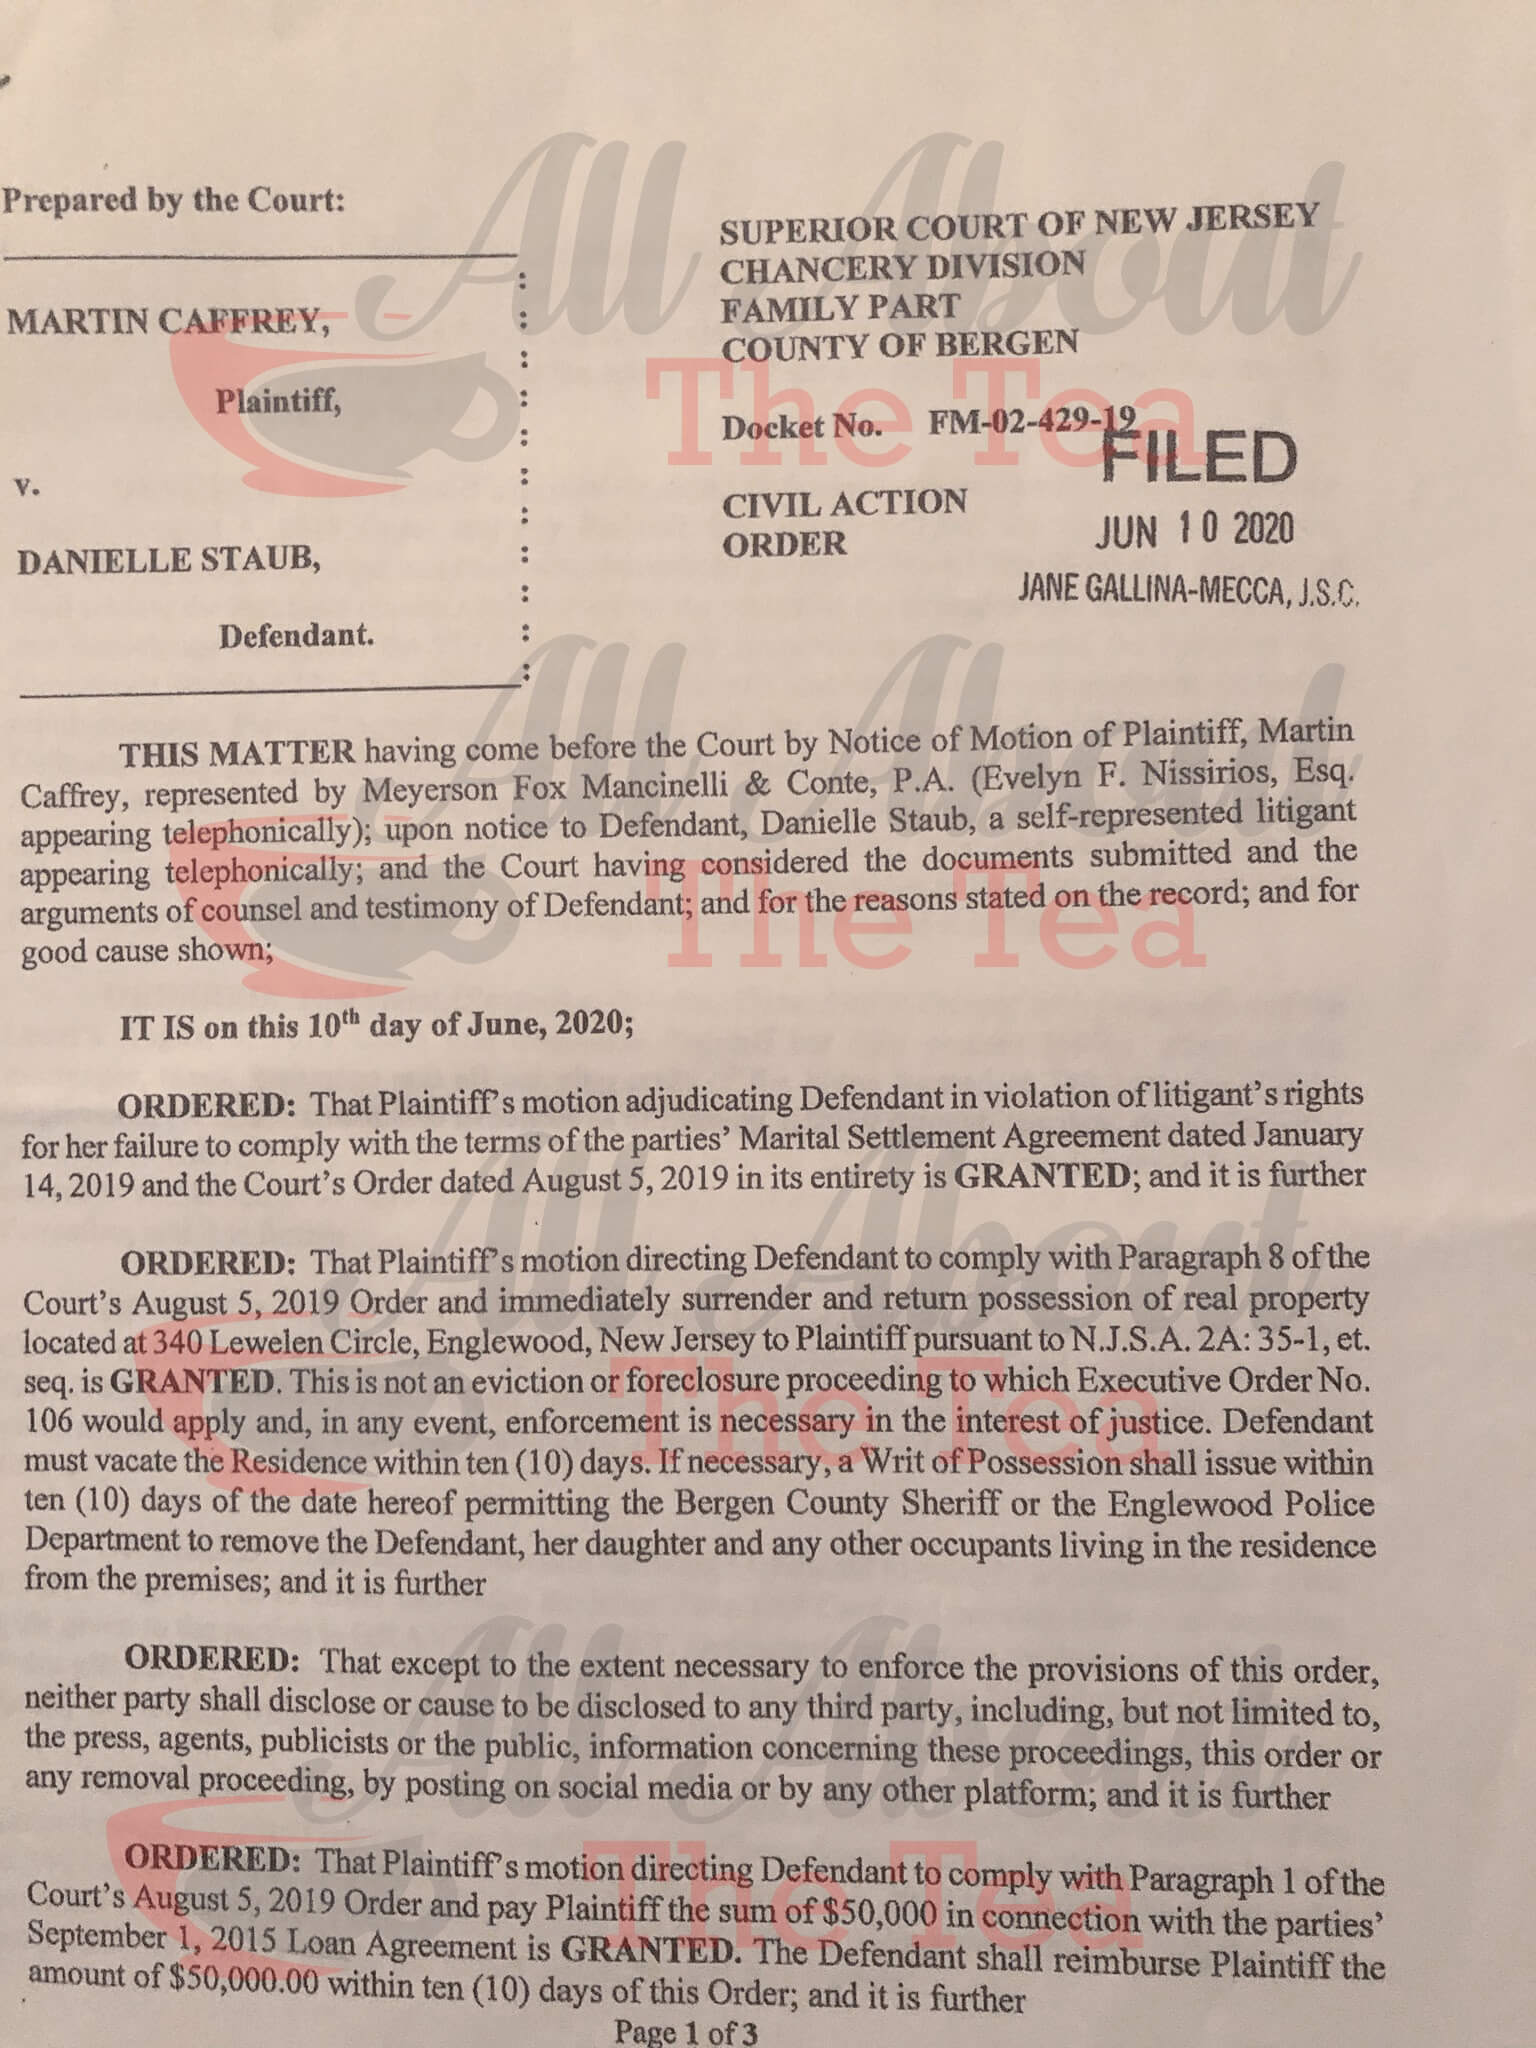 Prepared by the Court:
SUPERIOR COURT OF NEW JERSEY
CHANCERY DIVISION
FAMILY PART
COUNTY OF BERGEN
MARTIN CAFFREY,
Plaintiff,
v.
DANIELLE STAUB,
Defendant.
Docket No. FM-02-429-19
CIVIL ACTION
ORDER
FILED
JUN 10 2020
JANE GALLINA-MECCA, J.S.C.
THIS MATTER having come before the Court by Notice of Motion of Plaintiff, Martin
Caffrey, represented by Meyerson Fox Mancinelli & Conte, P.A. (Evelyn F. Nissirios, Esq.
appearing telephonically); upon notice to Defendant, Danielle Staub, a self-represented litigant
appearing telephonically; and the Court having considered the documents submitted and the
arguments of counsel and testimony of Defendant; and for the reasons stated on the record; and for
good cause shown;
IT IS on this 10th day of June, 2020;
ORDERED: That Plaintiff's motion adjudicating Defendant in violation of litigant's rights
for her failure to comply with the terms of the parties' Marital Settlement Agreement dated January
14, 2019 and the Court's Order dated August 5, 2019 in its entirety is GRANTED; and it is further
ORDERED: That Plaintiff's motion directing Defendant to comply with Paragraph 8 of the
Court's August 5, 2019 Order and immediately surrender and return possession of real property
located at 340 Lewelen Circle, Englewood, New Jersey to Plaintiff pursuant to N.J.S.A. 2A: 35-1, et.
seq. is GRANTED. This is not an eviction or foreclosure proceeding to which Executive Order No.
106 would apply and, in any event, enforcement is necessary in the interest of justice. Defendant
must vacate the Residence within ten (10) days. If necessary, a Writ of Possession shall issue within
ten (10) days of the date hereof permitting the Bergen County Sheriff or the Englewood Police
Department to remove the Defendant, her daughter and any other occupants living in the residence
from the premises; and it is further
ORDERED: That except to the extent necessary to enforce the provisions of this order,
neither party shall disclose or cause to be disclosed to any third party, including, but not limited to,
the press, agents, publicists or the public, information concerning these proceedings, this order or
any removal proceeding, by posting on social media or by any other platform; and it is further
ORDERED: That Plaintiff's motion directing Defendant to comply with Paragraph 1 of the
Court's August 5, 2019 Order and pay Plaintiff the sum of $50,000 in connection with the parties'
September 1, 2015 Loan Agreement is GRANTED. The Defendant shall reimburse Plaintiff the
amount of $50,000.00 within ten (10) days of this Order; and it is further
Page 1 of 3
All About
The Tea
All About
The Tea
All About
The Tea
All About
The Tea